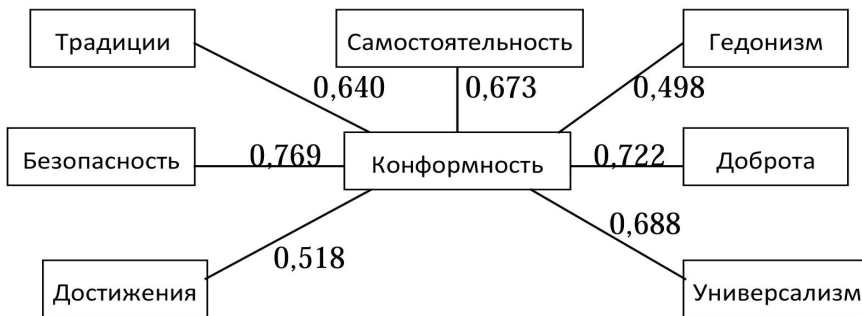 Традиции
Самостоятельность
Гедонизм
0,640
0,673
0,498
Безопасность
0,769
Конформность
0,722
Доброта
0,518
0,688
Достижения
Универсализм